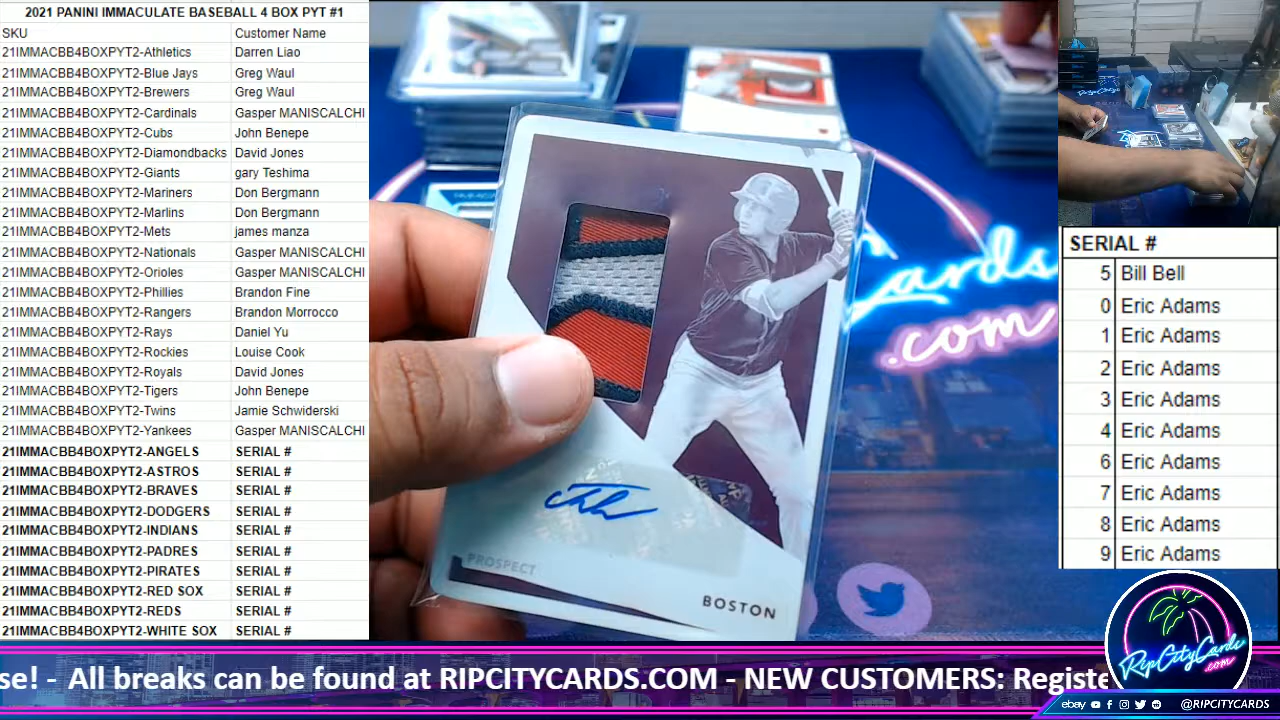 2021 PANINI IMMACULATE BASEBALL 4 BOX PYT #1
SKU Customer Name
21IMMACBB4BOXPYT2-Athletics Darren Liao
21IMMACBB4BOXPYT2-Blue Jays Greg Waul
21IMMACBB4BOXPYT2-Brewers Greg Waul
21IMMACBB4BOXPYT2-Cardinals Gasper MANISCALCHI
21IMMACBB4BOXPYT2-Cubs John Benepe
21IMMACBB4BOXPYT2-Diamondbacks David Jones
21IMMACBB4BOXPYT2-Giants gary Teshima
21IMMACBB4BOXPYT2-Mariners Don Bergmann
21IMMACBB4BOXPYT2-Marlins Don Bergmann
21IMMACBB4BOXPYT2-Mets james manza
21IMMACBB4BOXPYT2-Nationals Gasper MANISCALCHI
21IMMACBB4BOXPYT2-Orioles Gasper MANISCALCHI
21IMMACBB4BOXPYT2-Phillies Brandon Fine
21IMMACBB4BOXPYT2-Rangers Brandon Morrocco
21IMMACBB4BOXPYT2-Rays Daniel Yu
21IMMACBB4BOXPYT2-Rockies Louise Cook
21IMMACBB4BOXPYT2-Royals David Jones
21IMMACBB4BOXPYT2-Tigers John Benepe
21IMMACBB4BOXPYT2-Twins Jamie Schwiderski
21IMMACBB4BOXPYT2-Yankees Gasper MANISCALCHI
21IMMACBB4BOXPYT2-ANGELS SERIAL #
21IMMACBB4BOXPYT2-ASTROS SERIAL #
21IMMACBB4BOXPYT2-BRAVES SERIAL #
21IMMACBB4BOXPYT2-DODGERS SERIAL #
21IMMACBB4BOXPYT2-INDIANS SERIAL #
21IMMACBB4BOXPYT2-PADRES SERIAL #
21IMMACBB4BOXPYT2-PIRATES SERIAL #
21IMMACBB4BOXPYT2-RED SOX SERIAL #
21IMMACBB4BOXPYT2-REDS SERIAL #
21IMMACBB4BOXPYT2-WHITE SOX SERIAL #
Cards
.com
PROSPECT
BOSTON
SERIAL #
5 Bill Bell
0 Eric Adams
1 Eric Adams
2 Eric Adams
3 Eric Adams
4 Eric Adams
6 Eric Adams
7 Eric Adams
8 Eric Adams
9 Eric Adams
RipCityCards
.com
se! - All breaks can be found at RIPCITYCARDS.COM - NEW CUSTOMERS: Registe
ebay @RIPCITYCARDS